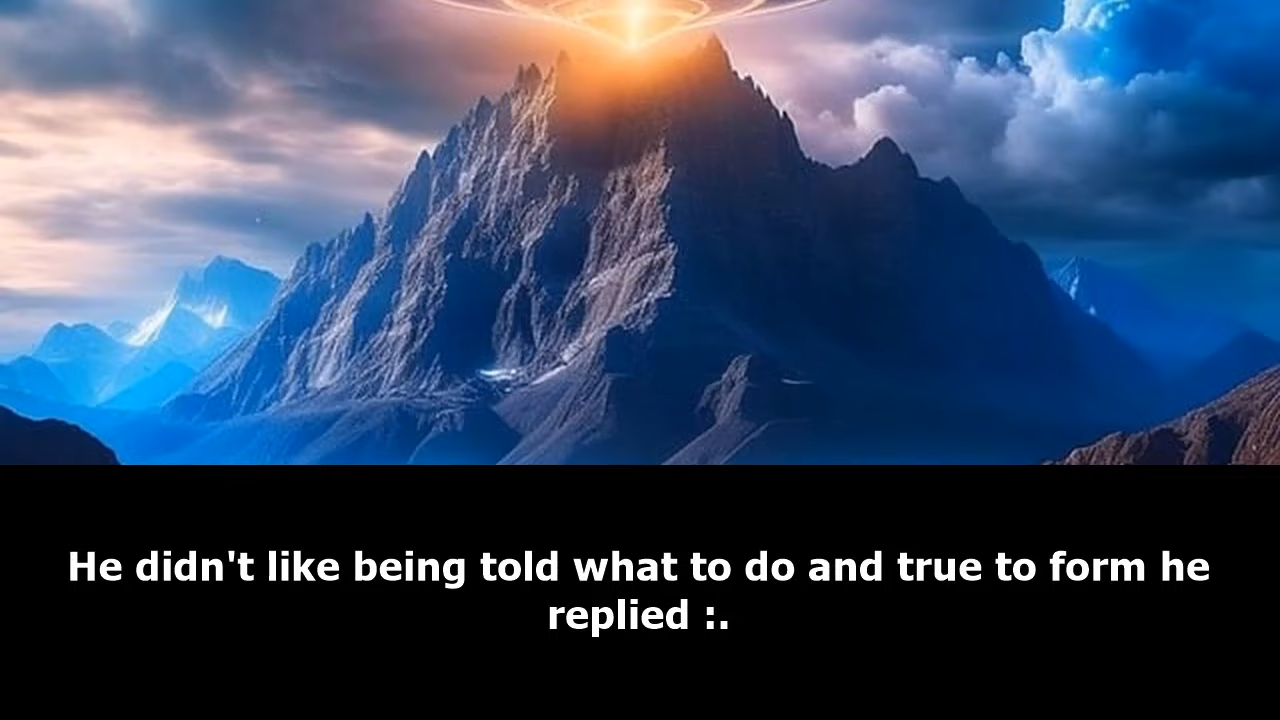 He didn't like being told what to do and true to form he
replied :.